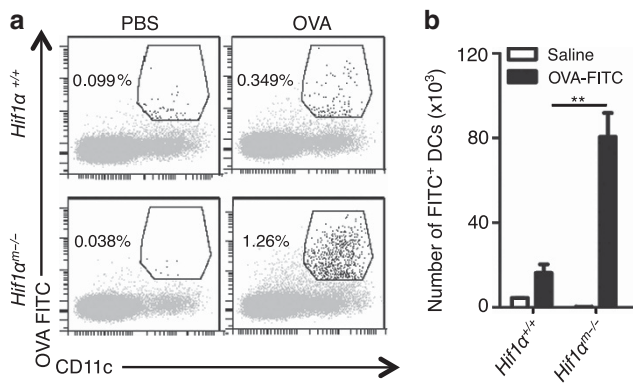 a
PBS
OVA
Hif1α +/+
0.099%
0.349%
Hif1α m–/–
0.038%
1.26%
OVA FITC
CD11c
b
Saline
OVA-FITC
**
Number of FITC+ DCs (x10³)
120
80
40
0
Hif1α+/+
Hif1αm–/–